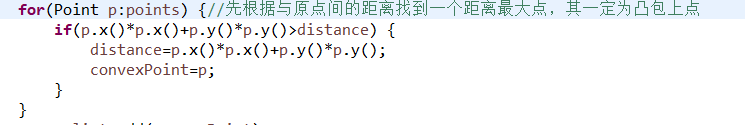 for(Point p:points) {//先根据与原点间的距离找到一个距离最大点，其一定为凸包上点
if(p.x()*p.x()+p.y()*p.y()>distance) {
distance=p.x()*p.x()+p.y()*p.y();
convexPoint=p;
}
}